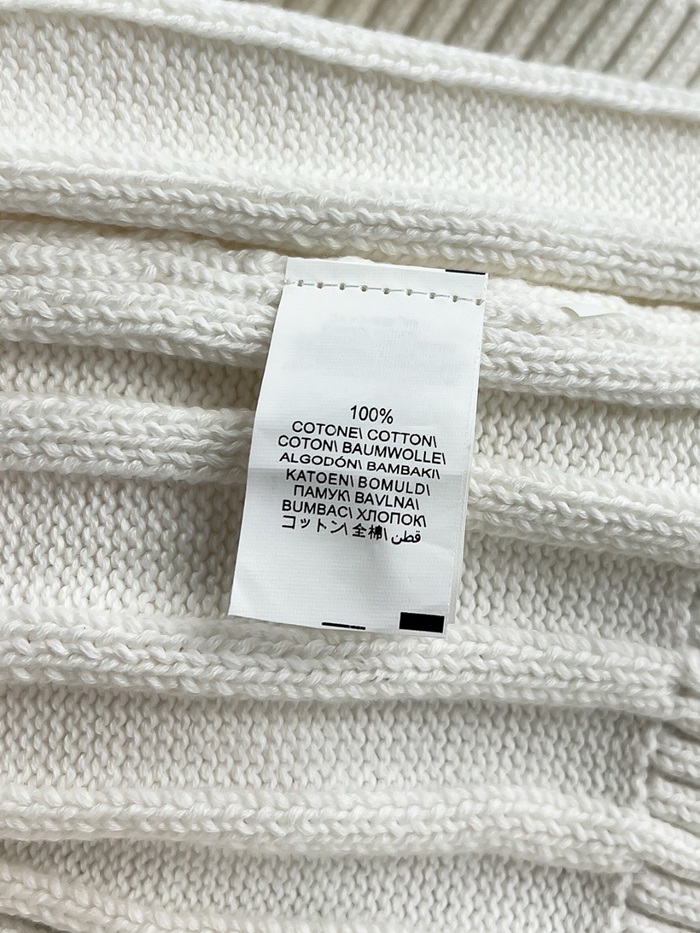 100%
COTONE\ COTTON\
COTON\ BAUMWOLLE\
ALGODÓN\ BAMBAKI\
KATOEN\ BOMULD\
ПАМУК\ BAVLNA\
BUMBAC\ ХЛОПОК\
コットン\ 全棉\ قطن